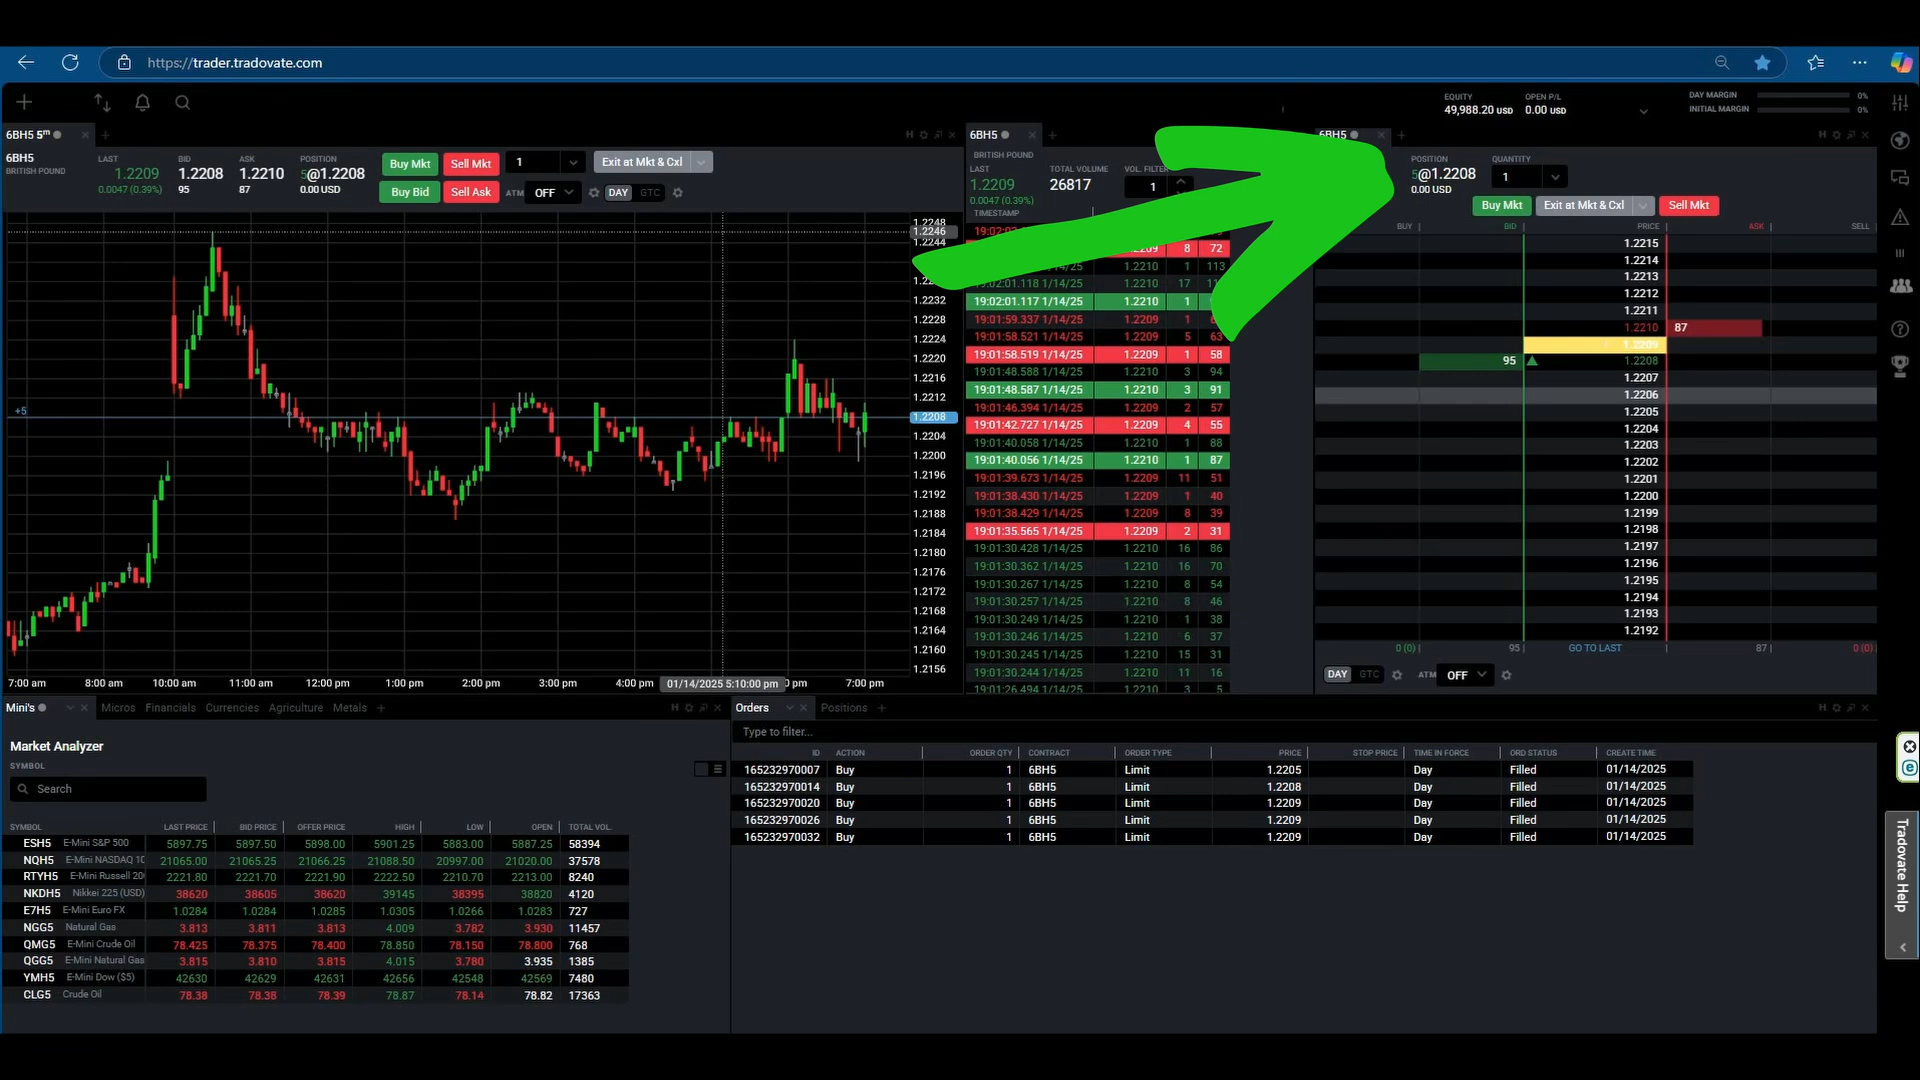 https://trader.tradovate.com
EQUITY
49,988.20 USD
OPEN P/L
0.00 USD
DAY MARGIN 0%
INITIAL MARGIN 0%
6BH5 5m
6BH5
BRITISH POUND
LAST
1.2209
0.0047 (0.39%)
BID
1.2208
95
ASK
1.2210
87
POSITION
5@1.2208
0.00 USD
Buy Mkt
Sell Mkt
1
Exit at Mkt & Cxl
Buy Bid
Sell Ask
ATM OFF
DAY GTC
1.2248
1.2246
1.2244
1.2232
1.2228
1.2224
1.2220
1.2216
1.2212
1.2208
1.2204
1.2200
1.2196
1.2192
1.2188
1.2184
1.2180
1.2176
1.2172
1.2168
1.2164
1.2160
1.2156
+5
7:00 am 8:00 am 10:00 am 11:00 am 12:00 pm 1:00 pm 2:00 pm 3:00 pm 4:00 pm 01/14/2025 5:10:00 pm pm 7:00 pm
6BH5
BRITISH POUND
LAST
1.2209
0.0047 (0.39%)
TOTAL VOLUME
26817
VOL. FILTER
1
TIMESTAMP
1.2209 8 72
1.2210 1 113
19:02:01.118 1/14/25 1.2210 17
19:02:01.117 1/14/25 1.2210 1
19:01:59.337 1/14/25 1.2209 1
19:01:58.521 1/14/25 1.2209 5 63
19:01:58.519 1/14/25 1.2209 1 58
19:01:48.588 1/14/25 1.2210 3 94
19:01:48.587 1/14/25 1.2210 3 91
19:01:46.394 1/14/25 1.2209 2 57
19:01:42.727 1/14/25 1.2209 4 55
19:01:40.058 1/14/25 1.2210 1 88
19:01:40.056 1/14/25 1.2210 1 87
19:01:39.673 1/14/25 1.2209 11 51
19:01:38.430 1/14/25 1.2209 1 40
19:01:38.429 1/14/25 1.2209 8 39
19:01:35.565 1/14/25 1.2209 2 31
19:01:30.428 1/14/25 1.2210 16 86
19:01:30.362 1/14/25 1.2210 16 70
19:01:30.267 1/14/25 1.2210 8 54
19:01:30.257 1/14/25 1.2210 8 46
19:01:30.249 1/14/25 1.2210 1 38
19:01:30.246 1/14/25 1.2210 6 37
19:01:30.245 1/14/25 1.2210 15 31
19:01:30.244 1/14/25 1.2210 11 16
19:01:26.494 1/14/25 1.2210 3 5
6BH5
POSITION
5@1.2208
0.00 USD
QUANTITY
1
Buy Mkt
Exit at Mkt & Cxl
Sell Mkt
BUY BID PRICE ASK SELL
1.2215
1.2214
1.2213
1.2212
1.2211
1.2210 87
1.2209
95 1.2208
1.2207
1.2206
1.2205
1.2204
1.2203
1.2202
1.2201
1.2200
1.2199
1.2198
1.2197
1.2196
1.2195
1.2194
1.2193
1.2192
0 (0) 95 GO TO LAST 87 0 (0)
DAY GTC ATM OFF
Mini's Micros Financials Currencies Agriculture Metals
Market Analyzer
SYMBOL
Search
SYMBOL LAST PRICE BID PRICE OFFER PRICE HIGH LOW OPEN TOTAL VOL.
ESH5 E-Mini S&P 500 5897.75 5897.50 5898.00 5901.25 5883.00 5887.25 58394
NQH5 E-Mini NASDAQ 10 21065.00 21065.25 21066.25 21088.50 20997.00 21020.00 37578
RTYH5 E-Mini Russell 20 2221.80 2221.70 2221.90 2222.50 2210.70 2213.00 8240
NKDH5 Nikkei 225 (USD) 38620 38605 38620 39145 38395 38820 4120
E7H5 E-Mini Euro FX 1.0284 1.0284 1.0285 1.0305 1.0266 1.0283 727
NGG5 Natural Gas 3.813 3.811 3.813 4.009 3.782 3.930 11457
QMG5 E-Mini Crude Oil 78.425 78.375 78.400 78.850 78.150 78.800 768
QGG5 E-Mini Natural Gas 3.815 3.810 3.815 4.015 3.780 3.935 1385
YMH5 E-Mini Dow ($5) 42630 42629 42631 42656 42548 42569 7480
CLG5 Crude Oil 78.38 78.38 78.39 78.87 78.14 78.82 17363
Orders Positions
Type to filter...
ID ACTION ORDER QTY CONTRACT ORDER TYPE PRICE STOP PRICE TIME IN FORCE ORD STATUS CREATE TIME
165232970007 Buy 1 6BH5 Limit 1.2205 Day Filled 01/14/2025
165232970014 Buy 1 6BH5 Limit 1.2208 Day Filled 01/14/2025
165232970020 Buy 1 6BH5 Limit 1.2209 Day Filled 01/14/2025
165232970026 Buy 1 6BH5 Limit 1.2209 Day Filled 01/14/2025
165232970032 Buy 1 6BH5 Limit 1.2209 Day Filled 01/14/2025
Tradovate Help